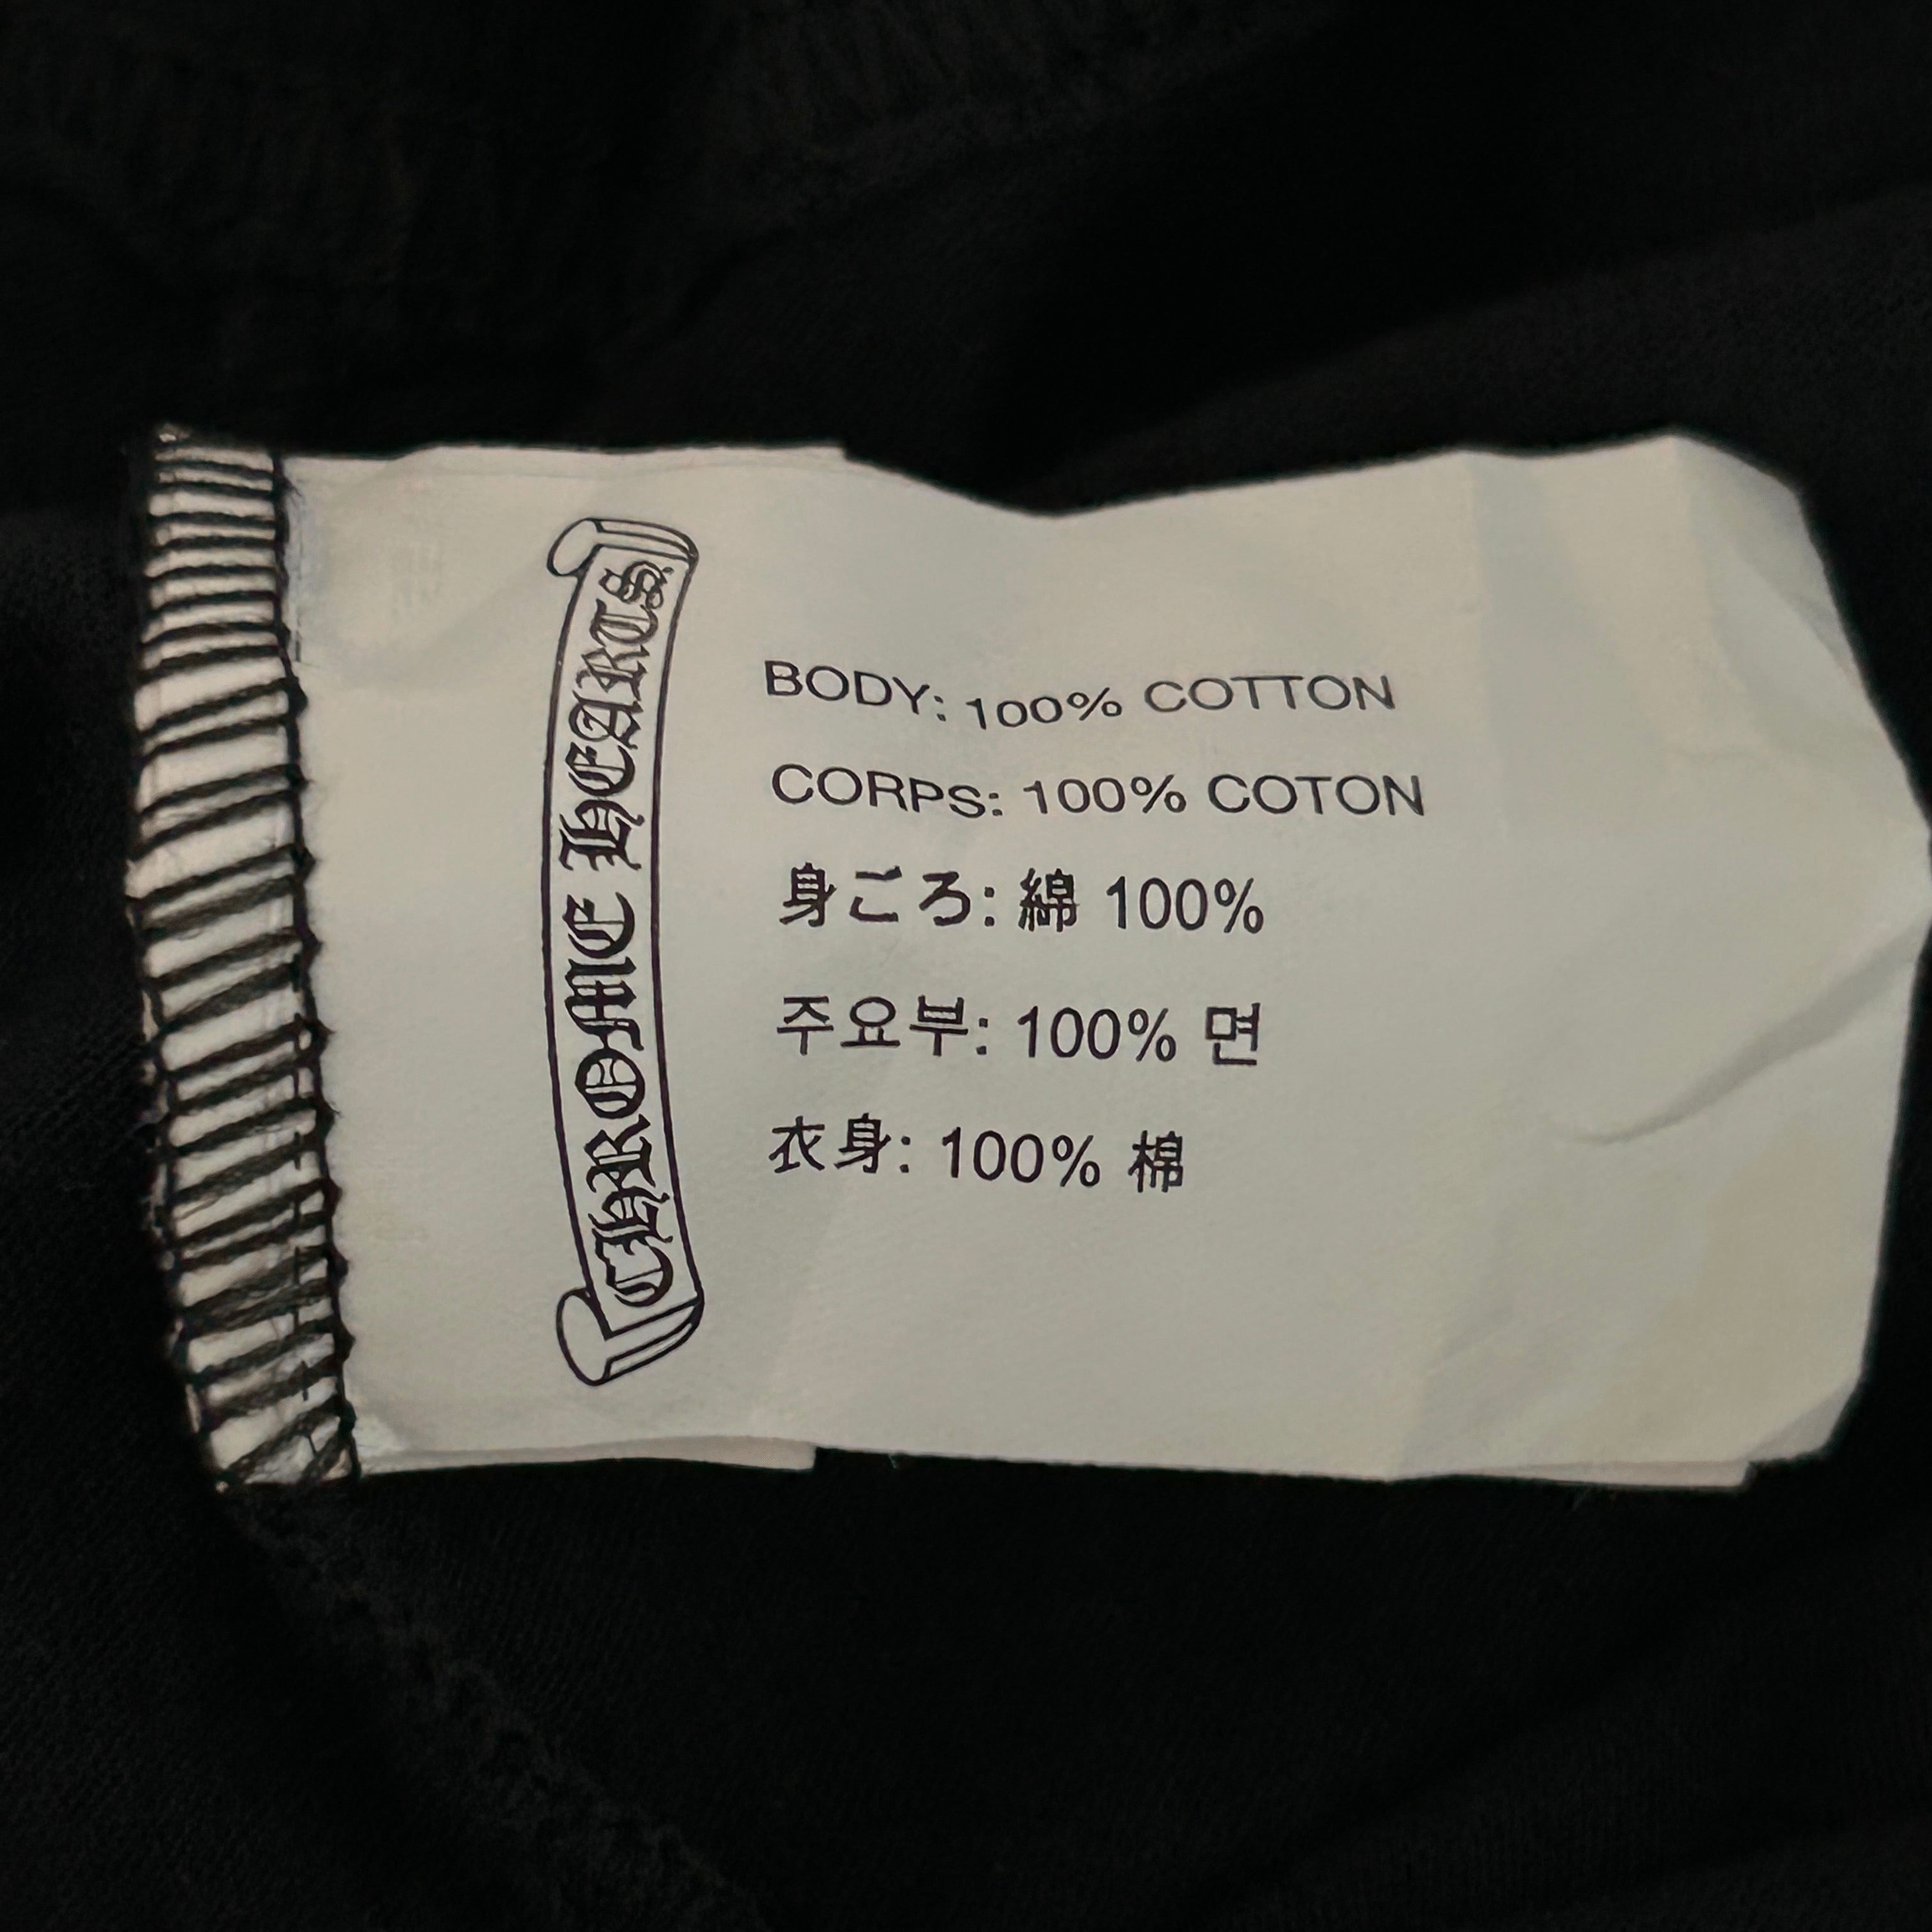 CHROME HEARTS
BODY: 100% COTTON
CORPS: 100% COTON
身ごろ: 綿 100%
주요부: 100% 면
衣身: 100% 棉